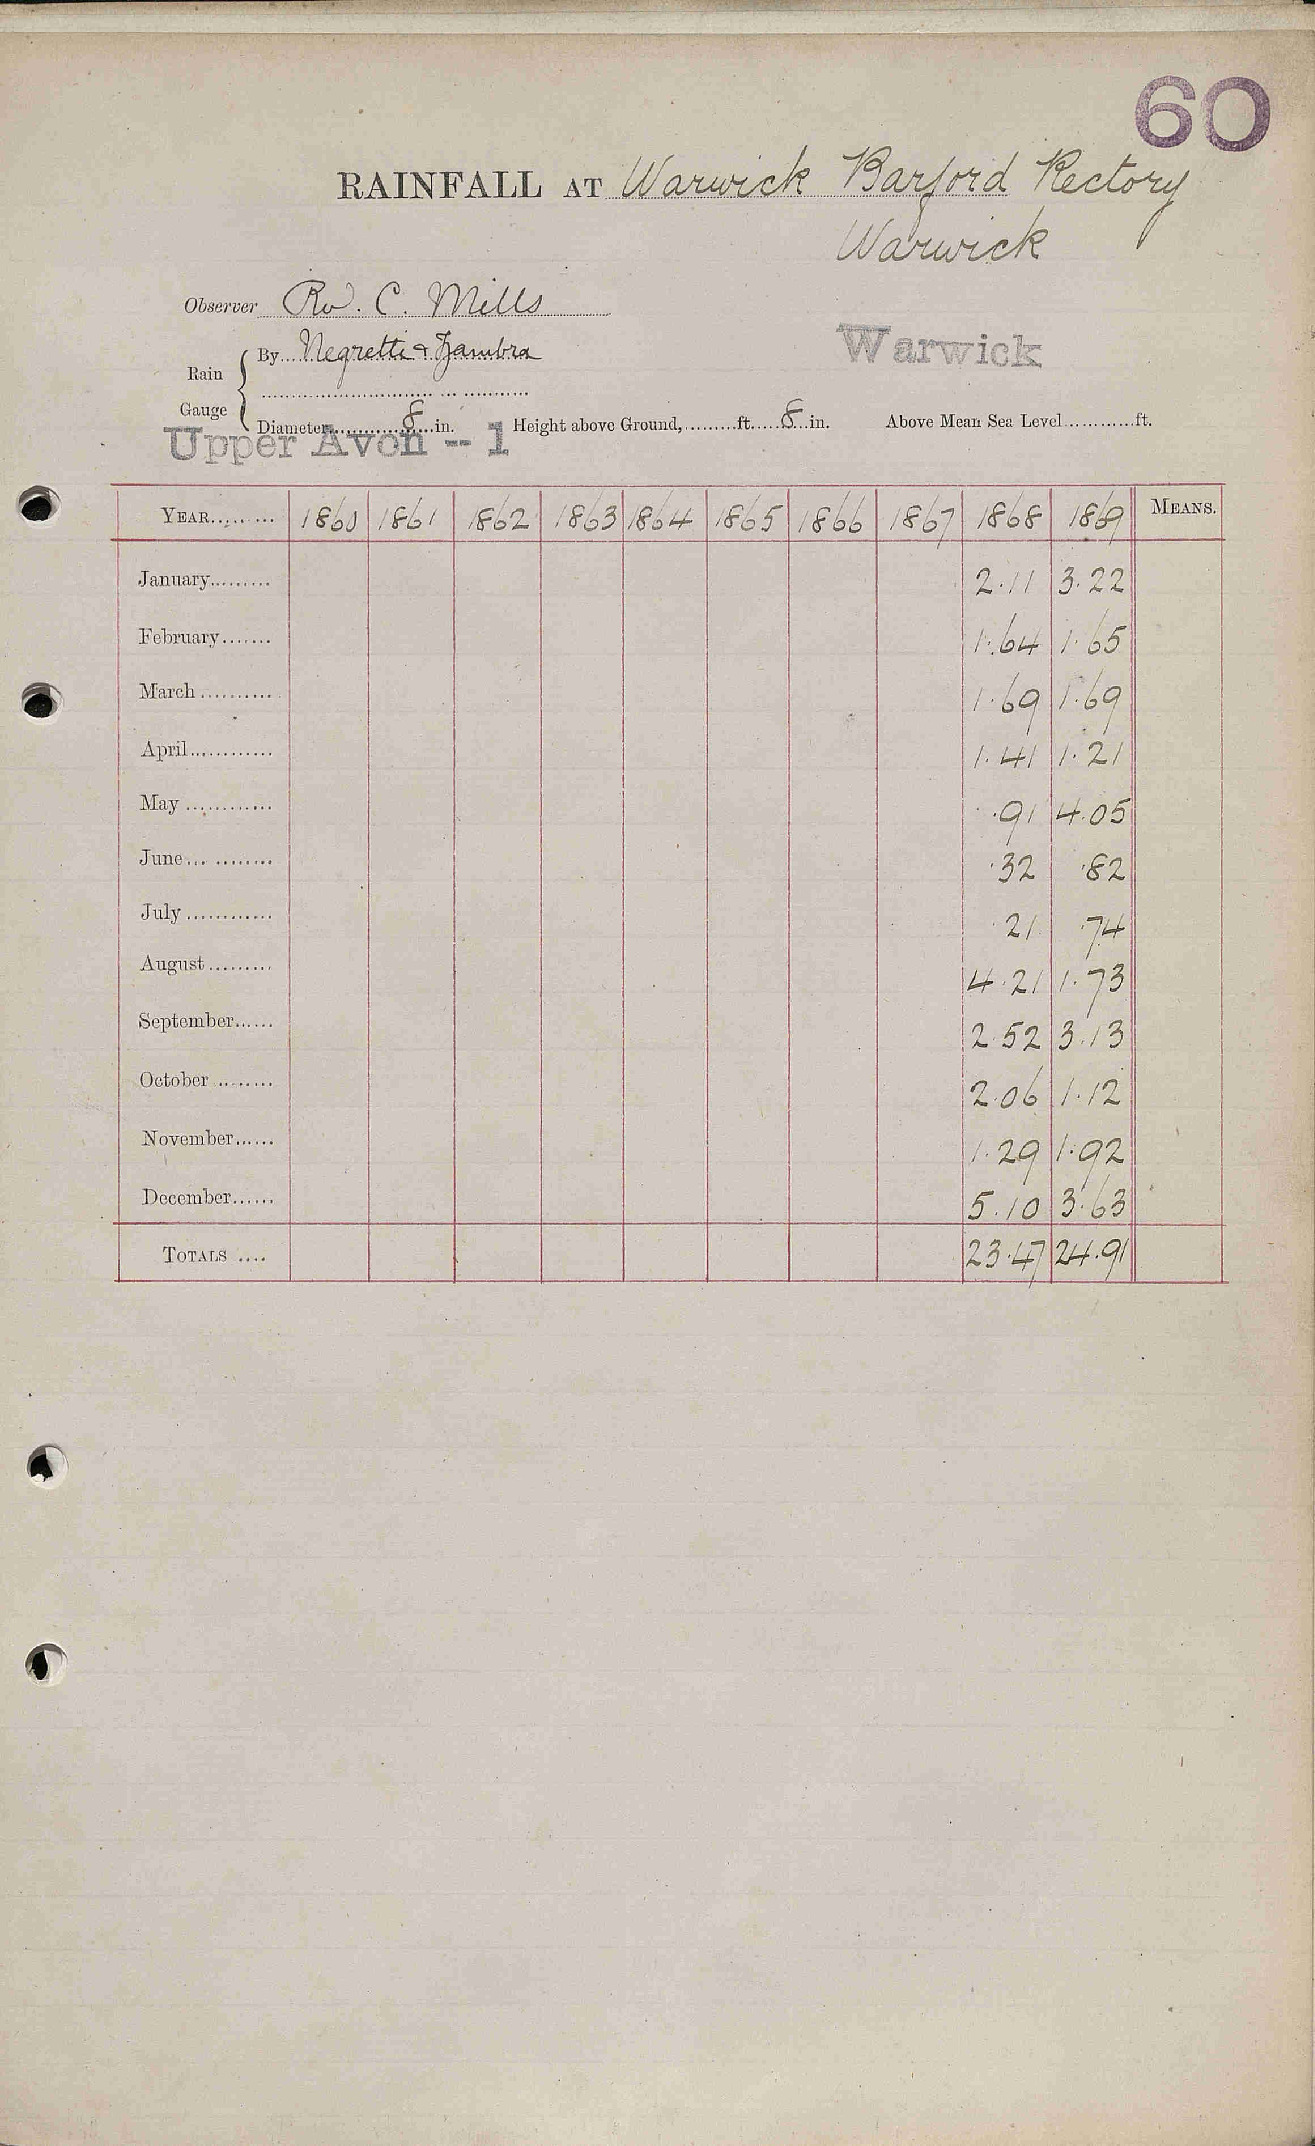 60
RAINFALL AT Warwick Barford Rectory
Warwick
Observer Rev. C. Mills
Warwick
Rain Gauge { By Negretti & Zambra
Diameter 8 in. Height above Ground, ft. 8 in. Above Mean Sea Level ft.
Upper Avon -- 1
YEAR 1860 1861 1862 1863 1864 1865 1866 1867 1868 1869 MEANS.
January 2.11 3.22
February 1.64 1.65
March 1.69 1.69
April 1.41 1.21
May .91 4.05
June .32 .82
July .21 .74
August 4.21 1.73
September 2.52 3.13
October 2.06 1.12
November 1.29 1.92
December 5.10 3.63
TOTALS 23.47 24.91